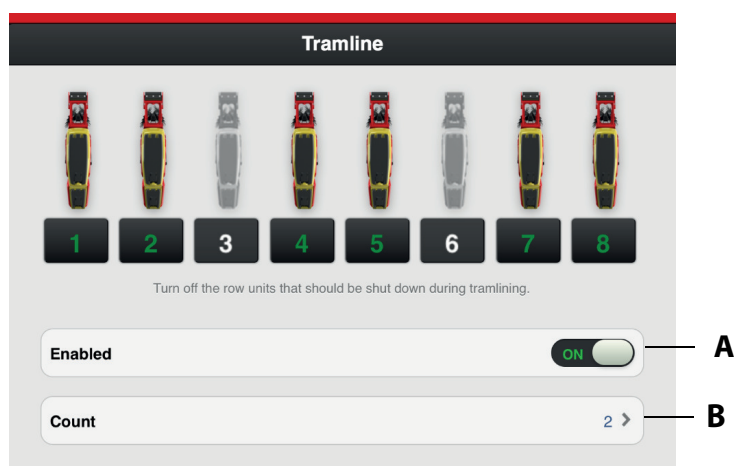 Tramline
1 2 3 4 5 6 7 8
Turn off the row units that should be shut down during tramlining.
Enabled ON A
Count 2 B